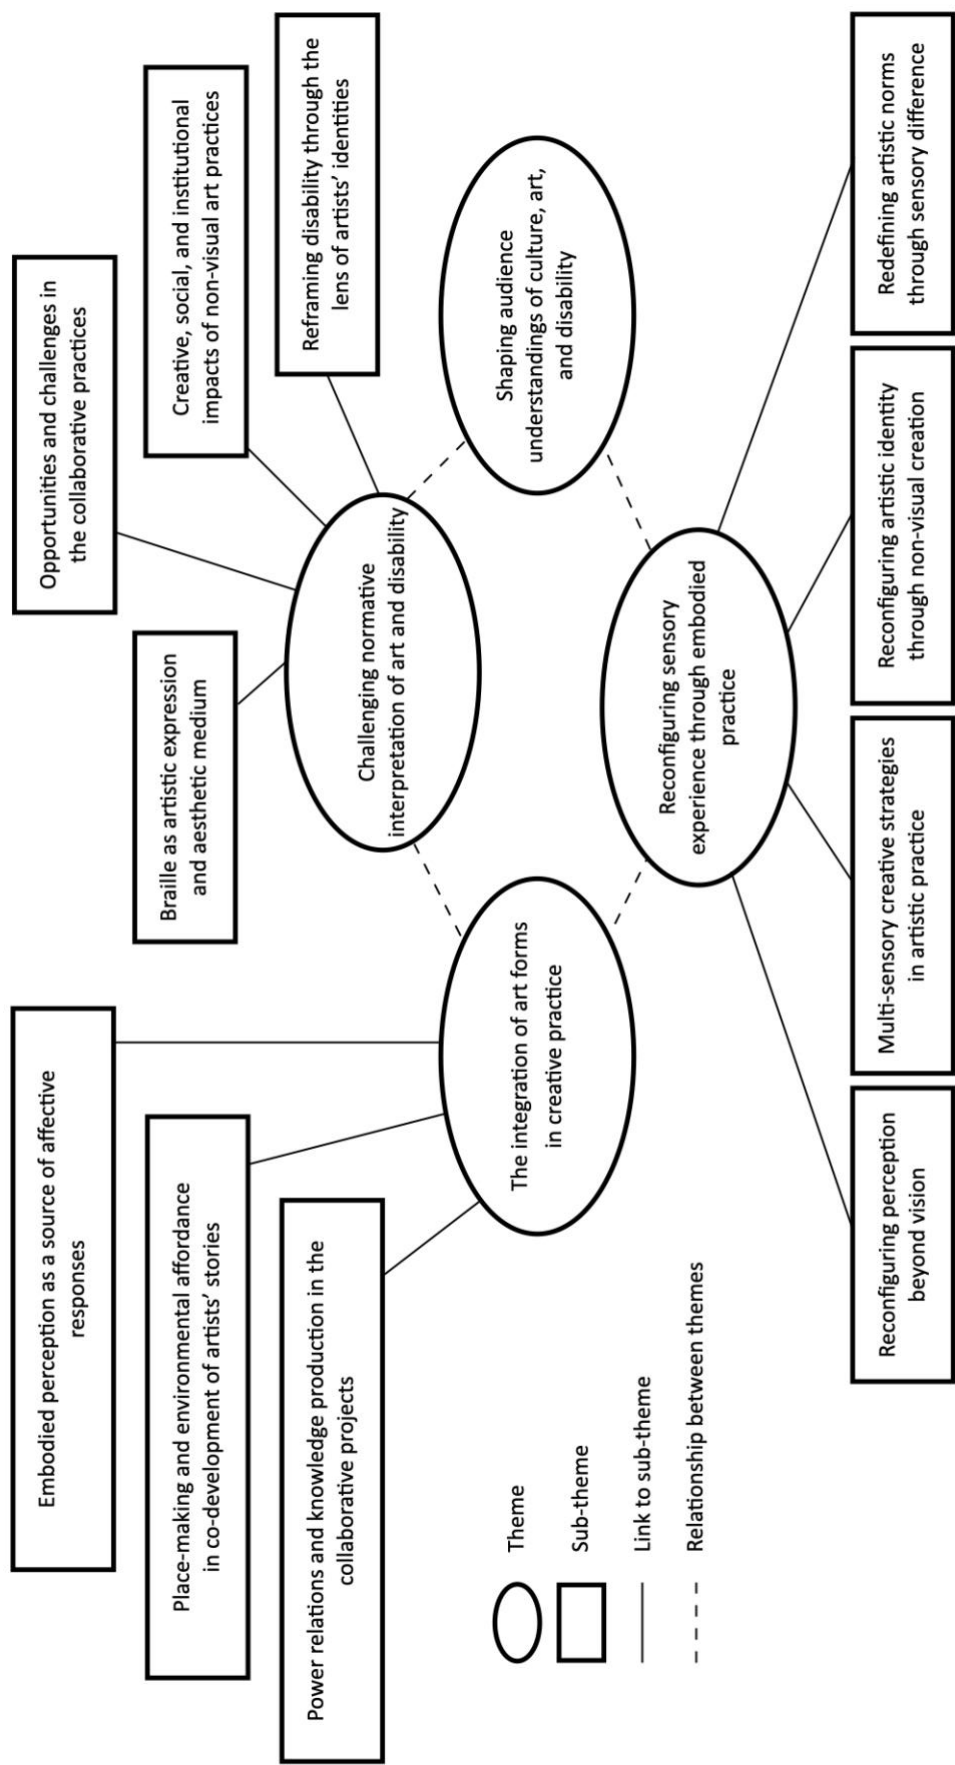 Embodied perception as a source of affective
responses
Place-making and environmental affordance
in co-development of artists' stories
Power relations and knowledge production in the
collaborative projects
Opportunities and challenges in
the collaborative practices
Braille as artistic expression
and aesthetic medium
Creative, social, and institutional
impacts of non-visual art practices
Reframing disability through the
lens of artists' identities
Challenging normative
interpretation of art and disability
The integration of art forms
in creative practice
Shaping audience
understandings of culture, art,
and disability
Reconfiguring sensory
experience through embodied
practice
Theme
Sub-theme
Link to sub-theme
Relationship between themes
Reconfiguring perception
beyond vision
Multi-sensory creative strategies
in artistic practice
Reconfiguring artistic identity
through non-visual creation
Redefining artistic norms
through sensory difference